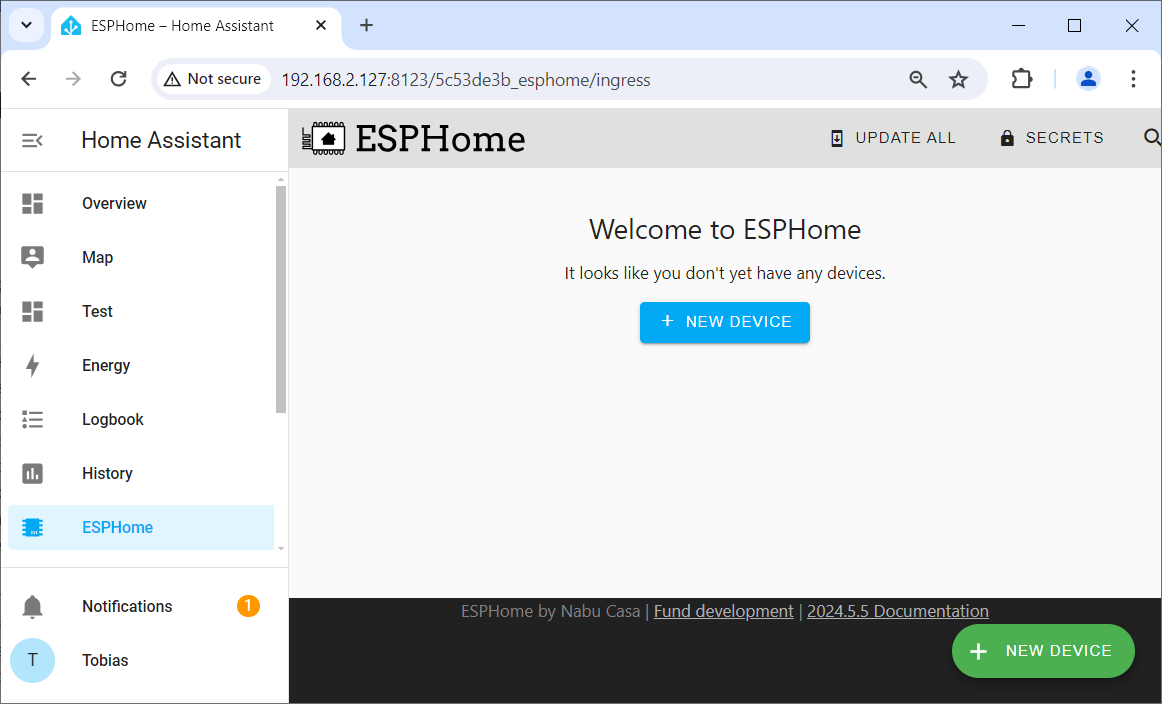 ESPHome – Home Assistant
Not secure
192.168.2.127:8123/5c53de3b_esphome/ingress
Home Assistant
ESPHome
UPDATE ALL
SECRETS
Overview
Map
Test
Energy
Logbook
History
ESPHome
Notifications
1
T
Tobias
Welcome to ESPHome
It looks like you don't yet have any devices.
+ NEW DEVICE
ESPHome by Nabu Casa | Fund development | 2024.5.5 Documentation
+ NEW DEVICE